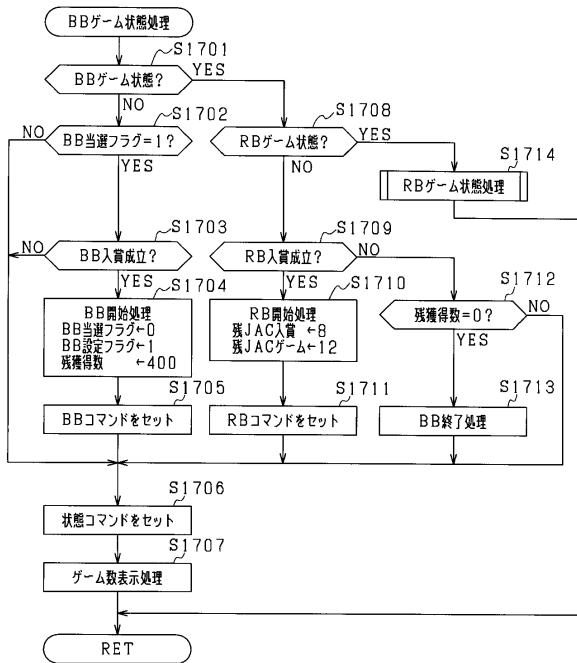 BBゲーム状態処理
S1701
BBゲーム状態?
YES
NO
S1702
BB当選フラグ=1?
NO
YES
S1708
RBゲーム状態?
YES
NO
S1714
RBゲーム状態処理
S1703
BB入賞成立?
NO
YES
S1709
RB入賞成立?
NO
YES
S1704
BB開始処理
BB当選フラグ←0
BB設定フラグ←1
残獲得数 ←400
S1710
RB開始処理
残JAC入賞 ←8
残JACゲーム←12
S1712
残獲得数=0?
NO
YES
S1705
BBコマンドをセット
S1711
RBコマンドをセット
S1713
BB終了処理
S1706
状態コマンドをセット
S1707
ゲーム数表示処理
RET